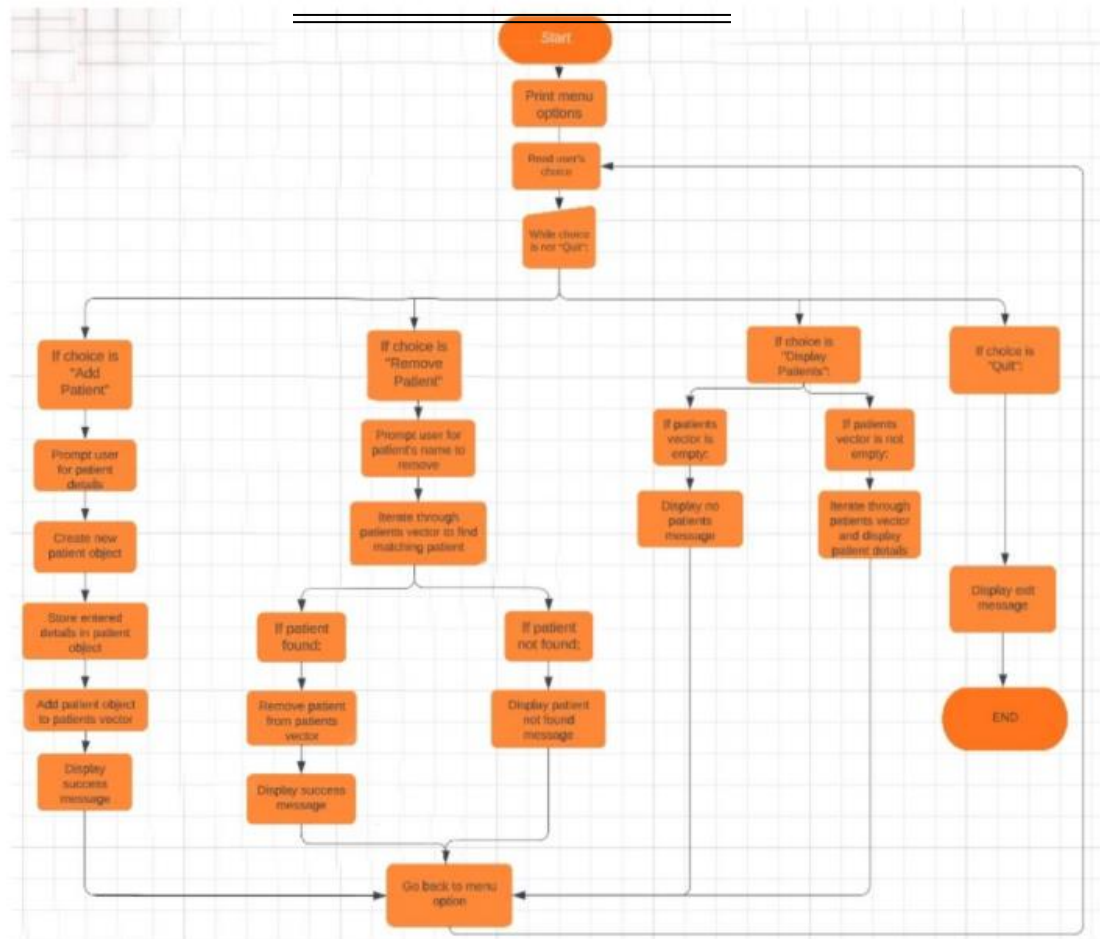 Start
Print menu
options
Read user's
choice
While choice
is not "Quit":
If choice is
"Add
Patient"
If choice is
"Remove
Patient"
If choice is
"Display
Patients":
If choice is
"Quit":
Prompt user
for patient
details
Prompt user for
patient's name to
remove
If patients
vector is
empty:
If patients
vector is not
empty:
Create new
patient object
Iterate through
patients vector to find
matching patient
Display no
patients
message
Iterate through
patients vector
and display
patient details
Store entered
details in patient
object
If patient
found;
If patient
not found;
Display exit
message
Add patient object
to patients vector
Remove patient
from patients
vector
Display patient
not found
message
END
Display
success
message
Display success
message
Go back to menu
option